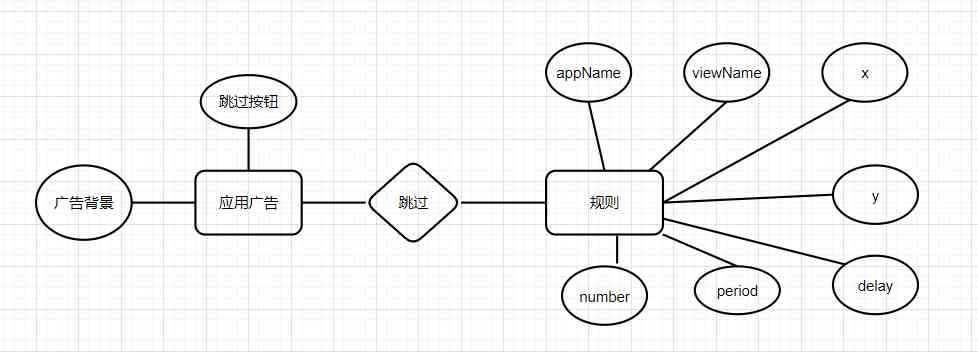 appName
viewName
x
跳过按钮
广告背景
应用广告
跳过
规则
y
number
period
delay